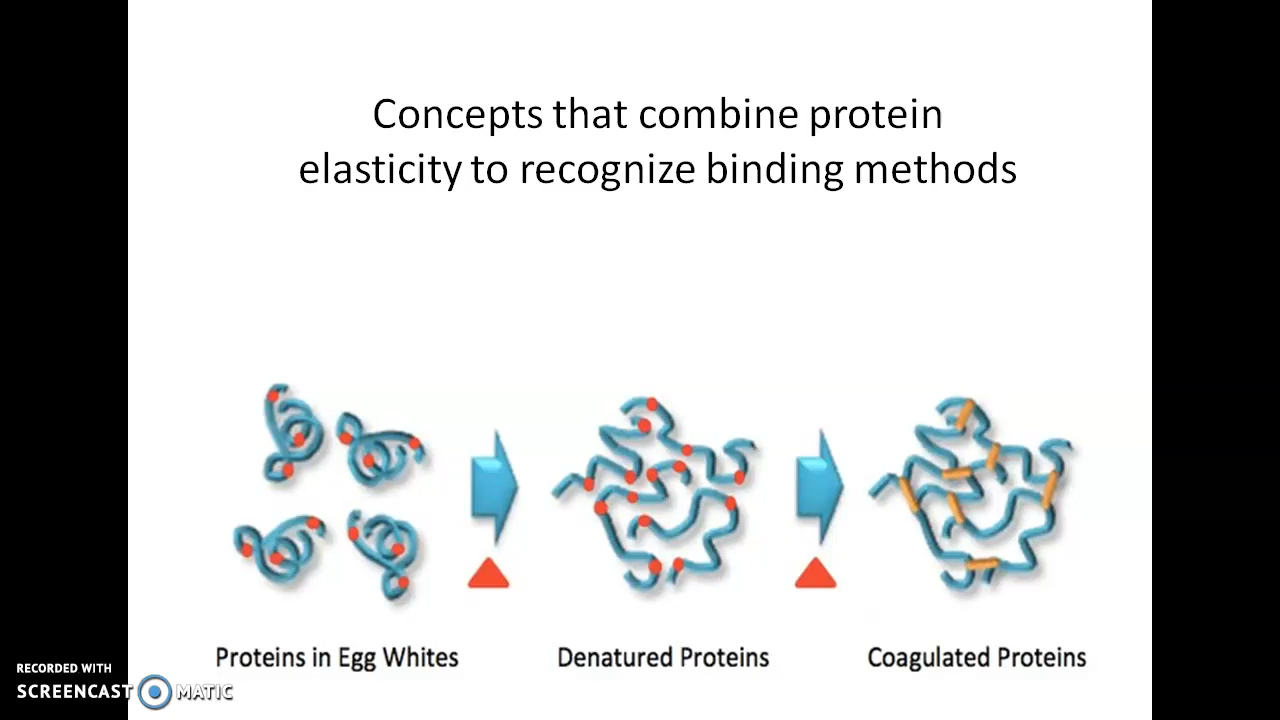 Concepts that combine protein
elasticity to recognize binding methods
Proteins in Egg Whites
Denatured Proteins
Coagulated Proteins
RECORDED WITH
SCREENCAST MATIC